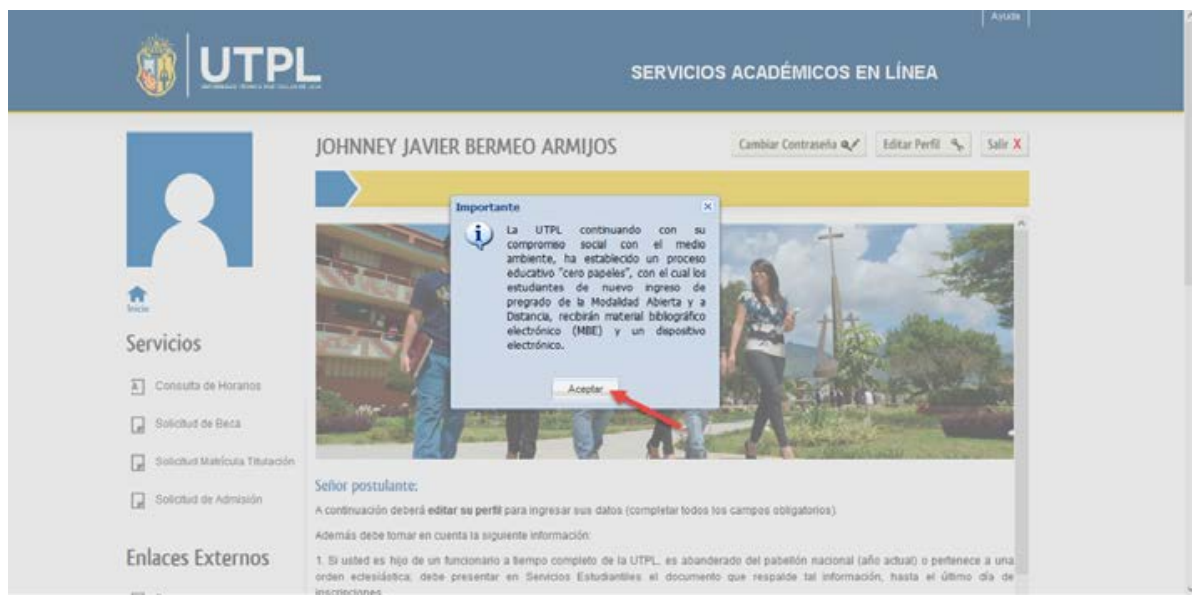 Ayuda
UTPL
SERVICIOS ACADÉMICOS EN LÍNEA
JOHNNEY JAVIER BERMEO ARMIJOS
Cambiar Contraseña
Editar Perfil
Salir X
Importante
La UTPL continuando con su
compromiso social con el medio
ambiente, ha establecido un proceso
educativo "cero papeles", con el cual los
estudiantes de nuevo ingreso de
pregrado de la Modalidad Abierta y a
Distancia, recibirán material bibliográfico
electrónico (MBE) y un dispositivo
electrónico.
Aceptar
Inicio
Servicios
Consulta de Horarios
Solicitud de Beca
Solicitud Matrícula Titulación
Solicitud de Admisión
Enlaces Externos
Señor postulante:
A continuación deberá editar su perfil para ingresar sus datos (completar todos los campos obligatorios)
Además debe tomar en cuenta la siguiente información:
1. Si usted es hijo de un funcionario a tiempo completo de la UTPL, es abanderado del pabellón nacional (año actual) o pertenece a una
orden eclesiástica, debe presentar en Servicios Estudiantiles el documento que respalde tal información, hasta el último día de
inscripciones